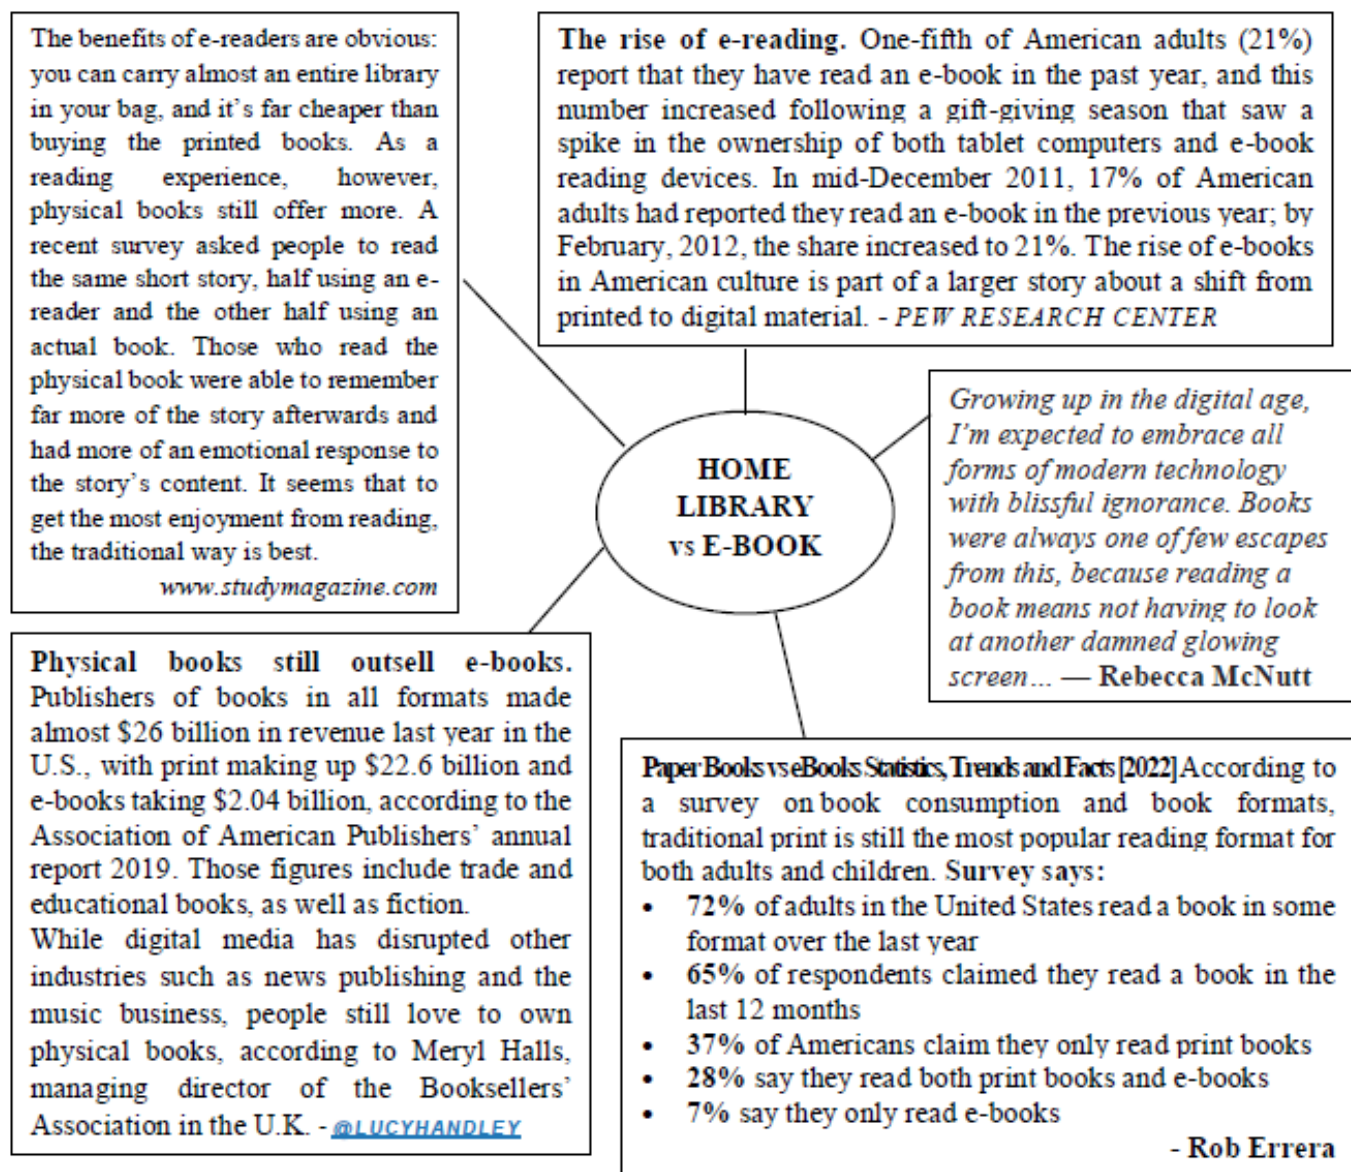 The benefits of e-readers are obvious:
you can carry almost an entire library
in your bag, and it's far cheaper than
buying the printed books. As a
reading experience, however,
physical books still offer more. A
recent survey asked people to read
the same short story, half using an e-
reader and the other half using an
actual book. Those who read the
physical book were able to remember
far more of the story afterwards and
had more of an emotional response to
the story's content. It seems that to
get the most enjoyment from reading,
the traditional way is best.
www.studymagazine.com
The rise of e-reading. One-fifth of American adults (21%)
report that they have read an e-book in the past year, and this
number increased following a gift-giving season that saw a
spike in the ownership of both tablet computers and e-book
reading devices. In mid-December 2011, 17% of American
adults had reported they read an e-book in the previous year; by
February, 2012, the share increased to 21%. The rise of e-books
in American culture is part of a larger story about a shift from
printed to digital material. - PEW RESEARCH CENTER
HOME
LIBRARY
vs E-BOOK
Growing up in the digital age,
I'm expected to embrace all
forms of modern technology
with blissful ignorance. Books
were always one of few escapes
from this, because reading a
book means not having to look
at another damned glowing
screen… — Rebecca McNutt
Physical books still outsell e-books.
Publishers of books in all formats made
almost $26 billion in revenue last year in the
U.S., with print making up $22.6 billion and
e-books taking $2.04 billion, according to the
Association of American Publishers' annual
report 2019. Those figures include trade and
educational books, as well as fiction.
While digital media has disrupted other
industries such as news publishing and the
music business, people still love to own
physical books, according to Meryl Halls,
managing director of the Booksellers'
Association in the U.K. - @LUCYHANDLEY
Paper Books vs eBooks Statistics, Trends and Facts [2022] According to
a survey on book consumption and book formats,
traditional print is still the most popular reading format for
both adults and children. Survey says:
• 72% of adults in the United States read a book in some
format over the last year
• 65% of respondents claimed they read a book in the
last 12 months
• 37% of Americans claim they only read print books
• 28% say they read both print books and e-books
• 7% say they only read e-books
- Rob Errera